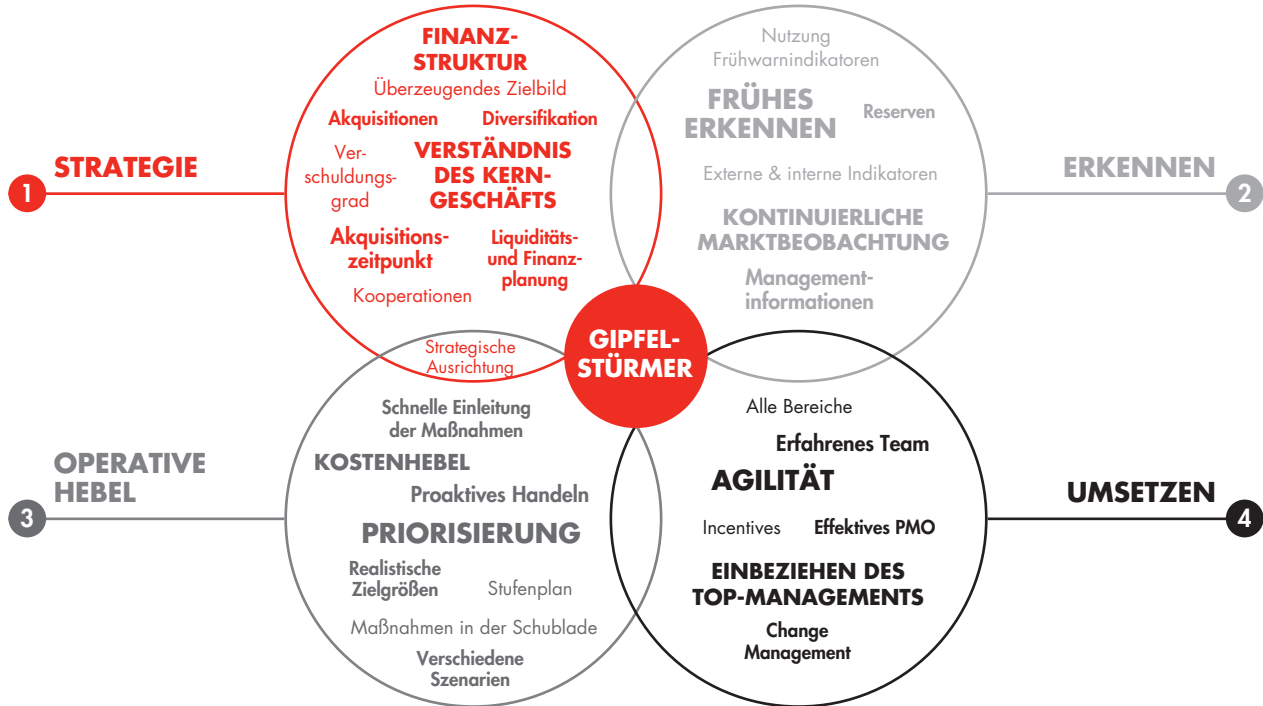 1
STRATEGIE
FINANZ-
STRUKTUR
Überzeugendes Zielbild
Akquisitionen
Diversifikation
Ver-
schuldungs-
grad
VERSTÄNDNIS
DES KERN-
GESCHÄFTS
Akquisitions-
zeitpunkt
Liquiditäts-
und Finanz-
planung
Kooperationen
Strategische
Ausrichtung
ERKENNEN
2
Nutzung
Frühwarnindikatoren
FRÜHES
ERKENNEN
Reserven
Externe & interne Indikatoren
KONTINUIERLICHE
MARKTBEOBACHTUNG
Management-
informationen
GIPFEL-
STÜRMER
OPERATIVE
HEBEL
3
Schnelle Einleitung
der Maßnahmen
KOSTENHEBEL
Proaktives Handeln
PRIORISIERUNG
Realistische
Zielgrößen
Stufenplan
Maßnahmen in der Schublade
Verschiedene
Szenarien
UMSETZEN
4
Alle Bereiche
Erfahrenes Team
AGILITÄT
Incentives
Effektives PMO
EINBEZIEHEN DES
TOP-MANAGEMENTS
Change
Management